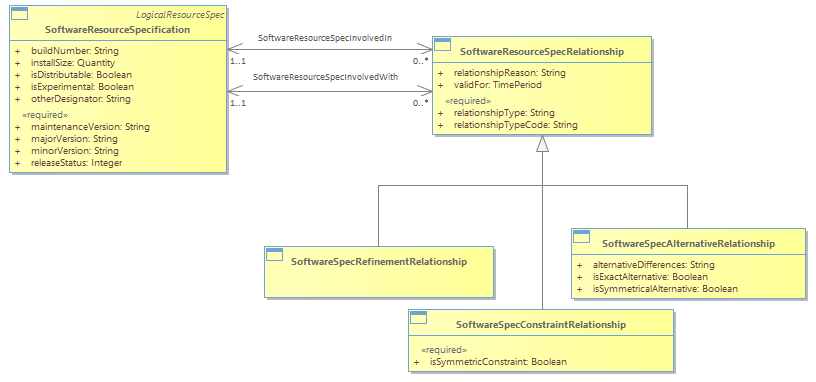 LogicalResourceSpec
SoftwareResourceSpecification
+ buildNumber: String
+ installSize: Quantity
+ isDistributable: Boolean
+ isExperimental: Boolean
+ otherDesignator: String
«required»
+ maintenanceVersion: String
+ majorVersion: String
+ minorVersion: String
+ releaseStatus: Integer
SoftwareResourceSpecInvolvedIn
1..1
0..*
SoftwareResourceSpecInvolvedWith
1..1
0..*
SoftwareResourceSpecRelationship
+ relationshipReason: String
+ validFor: TimePeriod
«required»
+ relationshipType: String
+ relationshipTypeCode: String
SoftwareSpecRefinementRelationship
SoftwareSpecAlternativeRelationship
+ alternativeDifferences: String
+ isExactAlternative: Boolean
+ isSymmetricalAlternative: Boolean
SoftwareSpecConstraintRelationship
«required»
+ isSymmetricConstraint: Boolean